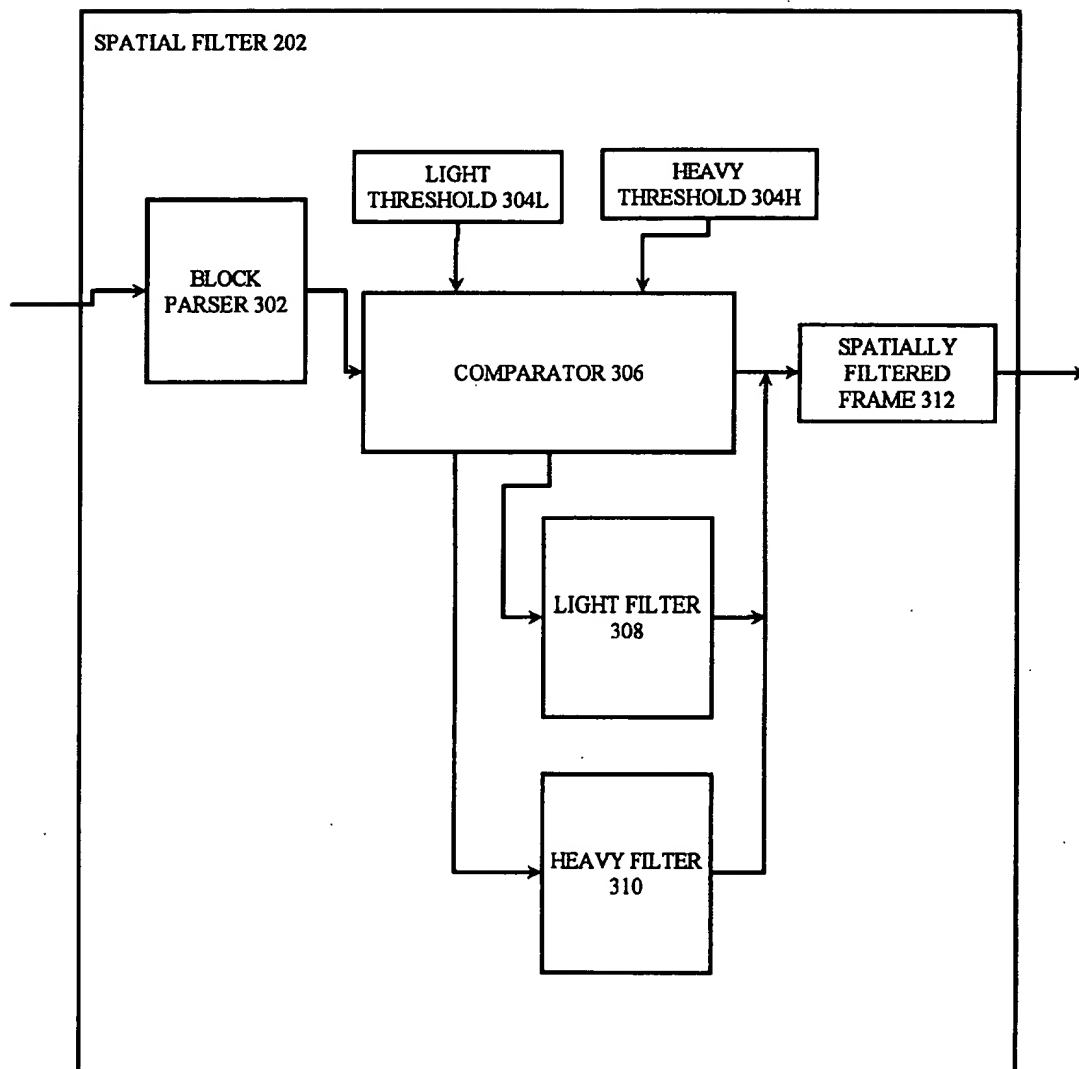 SPATIAL FILTER 202
LIGHT
THRESHOLD 304L
HEAVY
THRESHOLD 304H
BLOCK
PARSER 302
COMPARATOR 306
SPATIALLY
FILTERED
FRAME 312
LIGHT FILTER
308
HEAVY FILTER
310